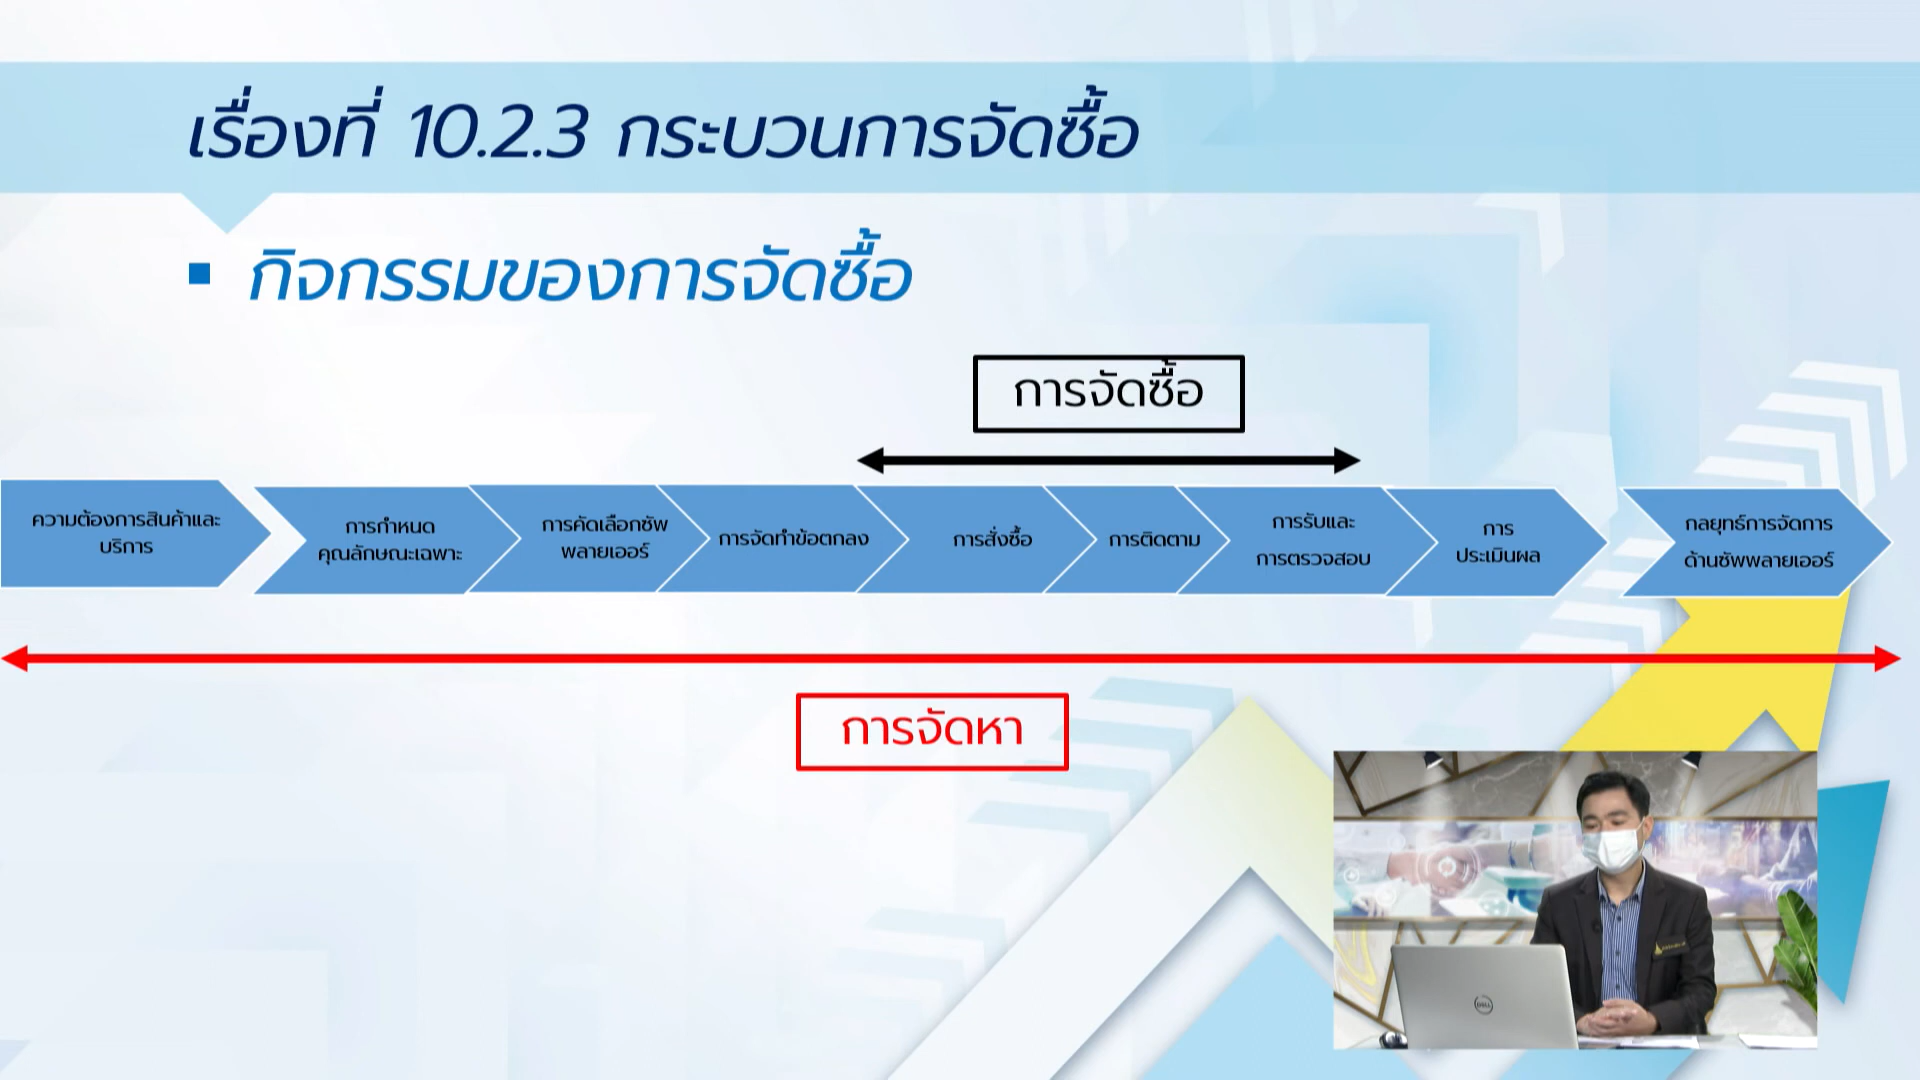 เรื่องที่ 10.2.3 กระบวนการจัดซื้อ
▪ กิจกรรมของการจัดซื้อ
การจัดซื้อ
ความต้องการสินค้าและ
บริการ
การกำหนด
คุณลักษณะเฉพาะ
การคัดเลือกซัพ
พลายเออร์
การจัดทำข้อตกลง
การสั่งซื้อ
การติดตาม
การรับและ
การตรวจสอบ
การ
ประเมินผล
กลยุทธ์การจัดการ
ด้านซัพพลายเออร์
การจัดหา
DELL